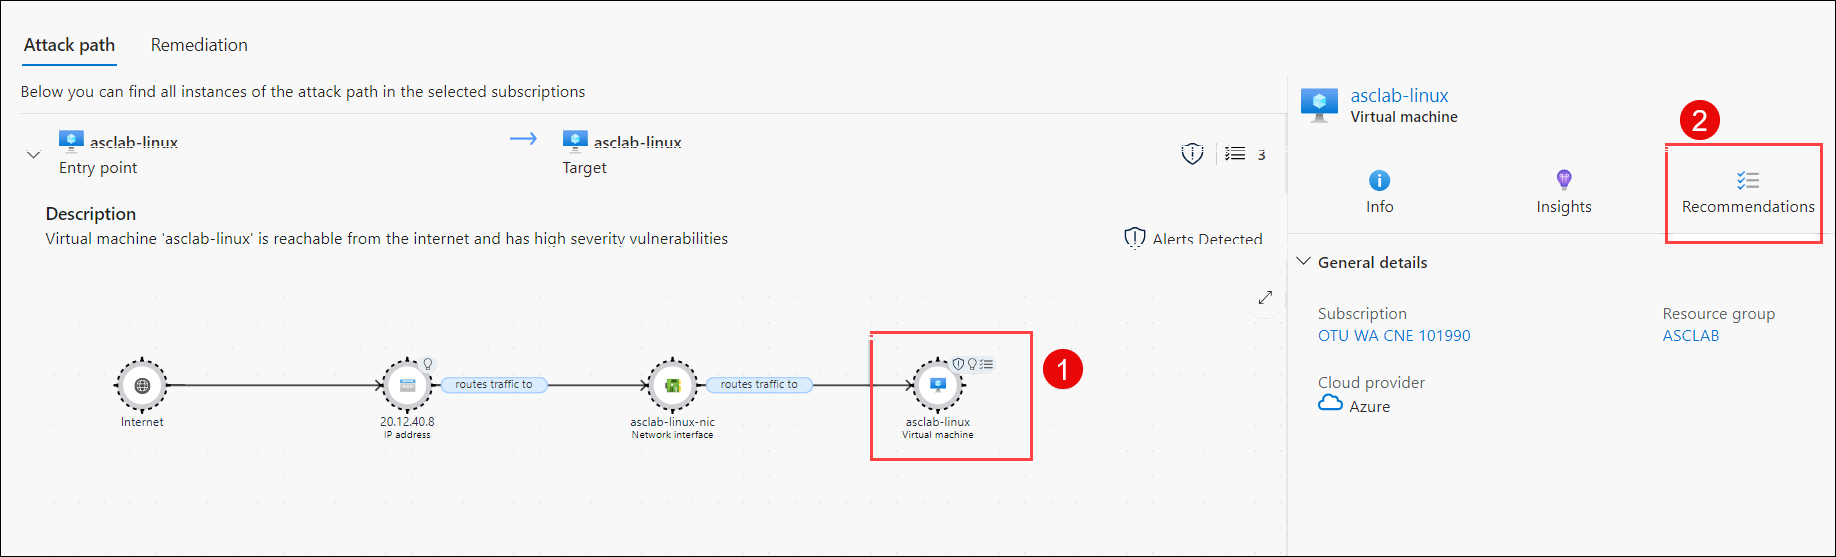 Attack path Remediation
Below you can find all instances of the attack path in the selected subscriptions
asclab-linux asclab-linux
Entry point Target
3
Description
Virtual machine 'asclab-linux' is reachable from the internet and has high severity vulnerabilities
Alerts Detected
routes traffic to routes traffic to
1
Internet 20.12.40.8 asclab-linux-nic asclab-linux
IP address Network interface Virtual machine
asclab-linux
Virtual machine
2
Info Insights Recommendations
General details
Subscription Resource group
OTU WA CNE 101990 ASCLAB
Cloud provider
Azure